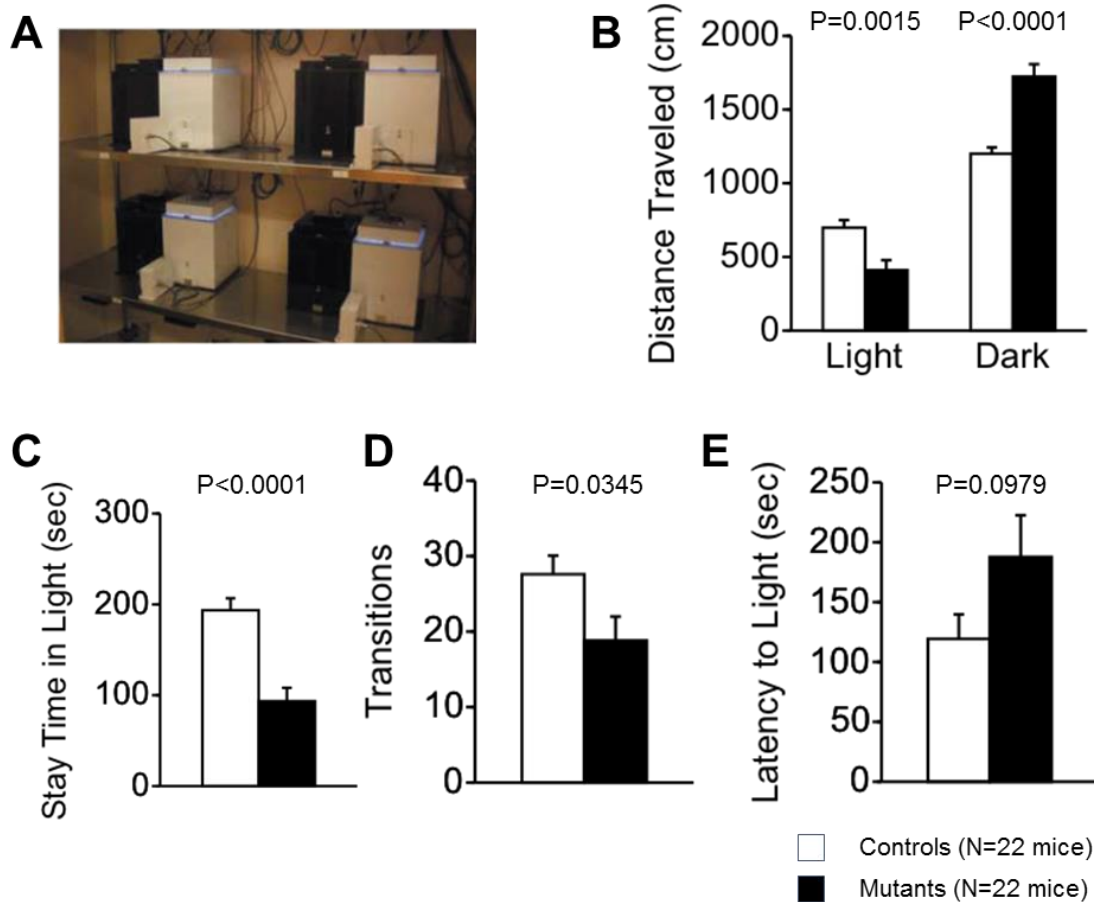 A
B
P=0.0015 P<0.0001
Distance Traveled (cm)
2000
1500
1000
500
0
Light Dark
C
P<0.0001
Stay Time in Light (sec)
300
200
100
0
D
P=0.0345
Transitions
40
30
20
10
0
E
P=0.0979
Latency to Light (sec)
250
200
150
100
50
0
Controls (N=22 mice)
Mutants (N=22 mice)